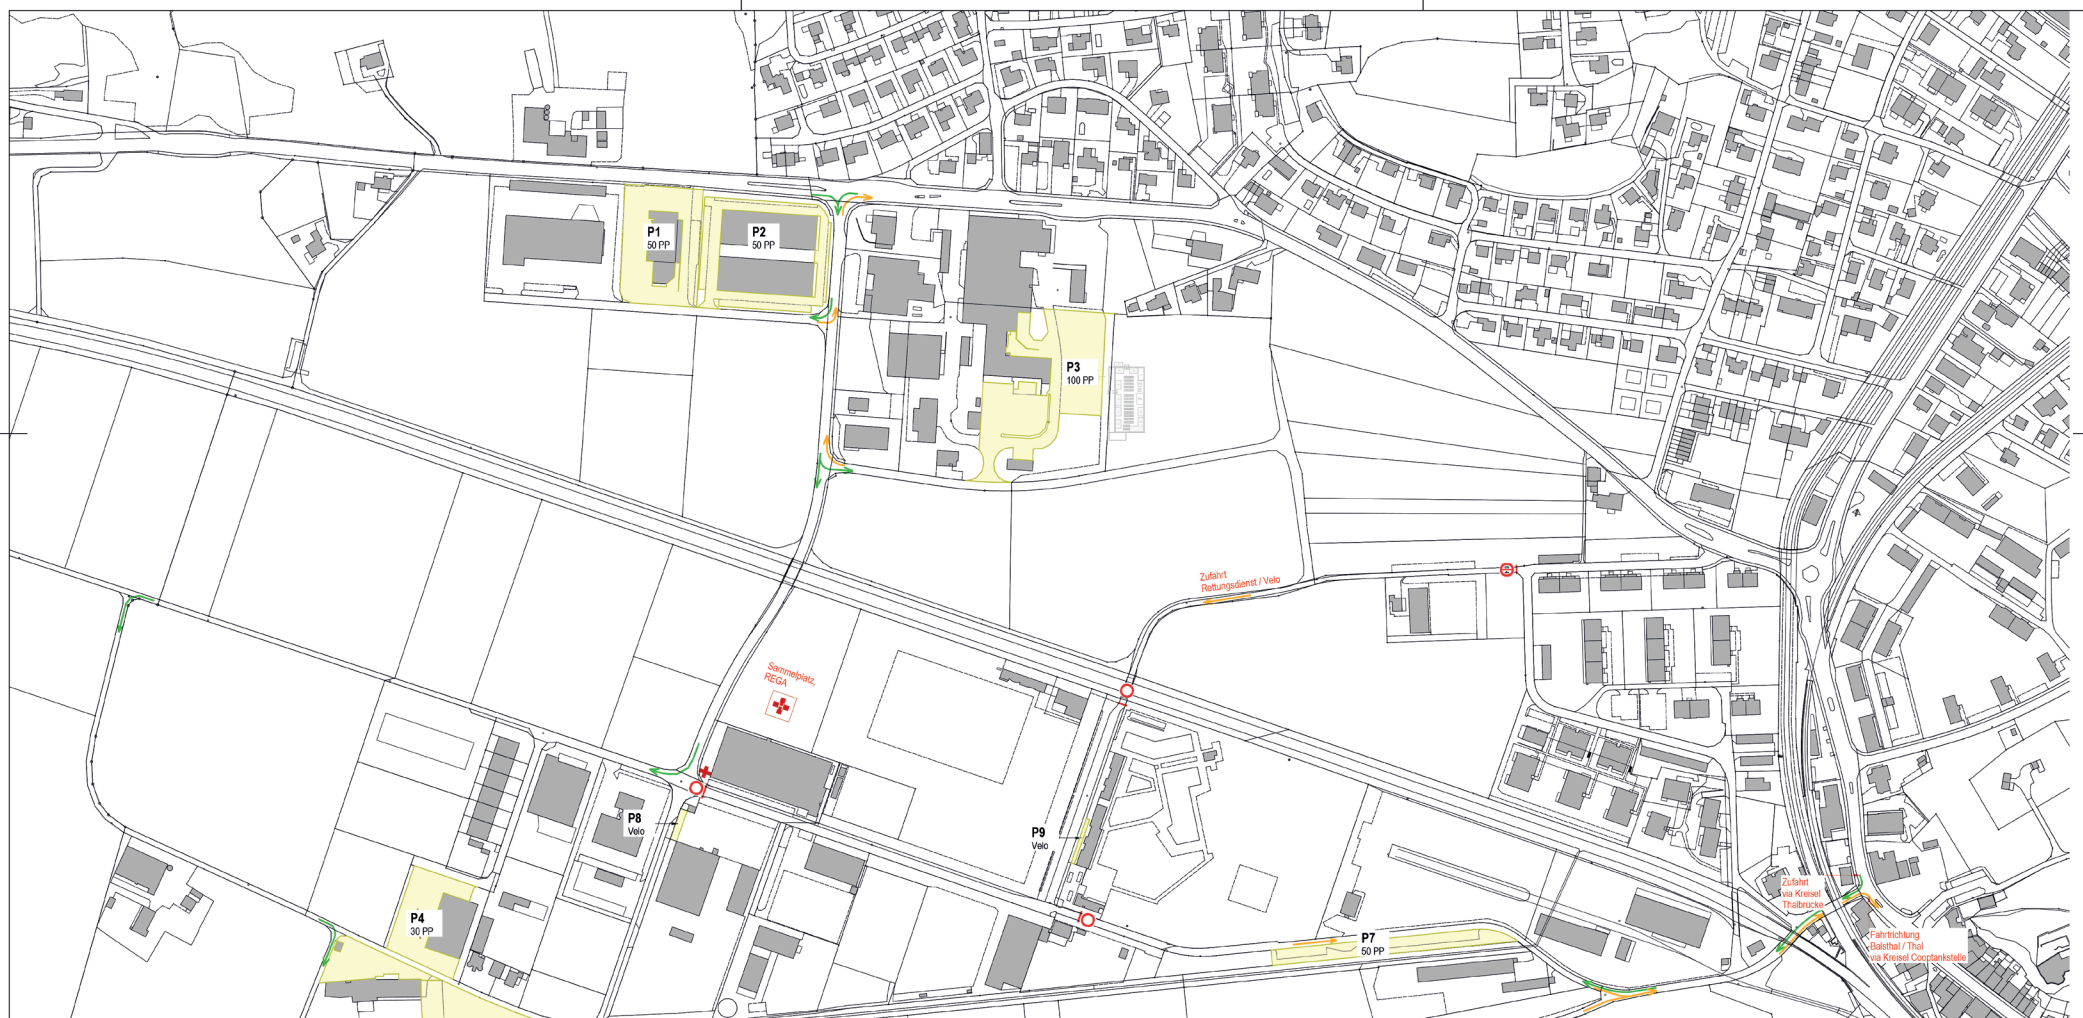 P1
50 PP
P2
50 PP
P3
100 PP
Zufahrt
Rettungsdienst / Velo
Sammelplatz,
REGA
P8
Velo
P9
Velo
P4
30 PP
P7
50 PP
Zufahrt
via Kreisel
Thalbrücke
Fahrtrichtung
Balsthal / Thal
via Kreisel Cooptankstelle